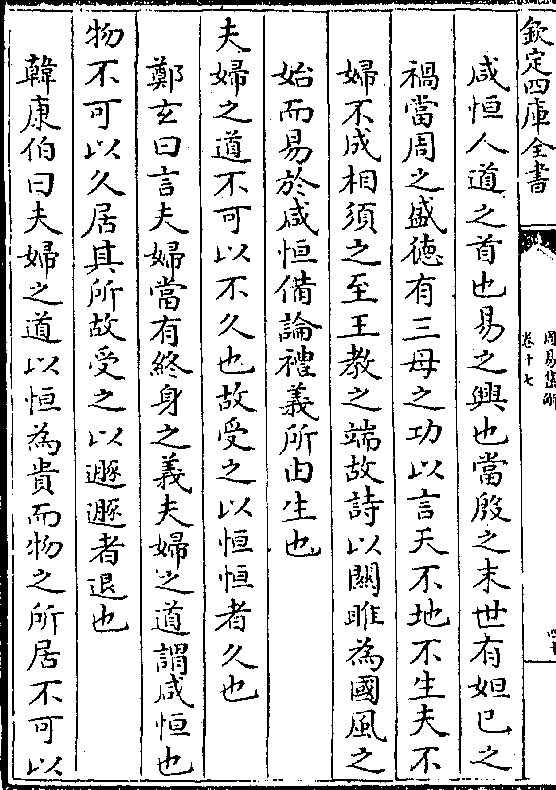 欽定四庫全書
周易集解
卷十七
四十
咸恒人道之首也易之興也當殷之末世有妲已之
禍當周之盛德有三母之功以言天不地不生夫不
婦不成相須之至王教之端故詩以關雎為國風之
始而易於咸恒備論禮義所由生也
夫婦之道不可以不久也故受之以恒恒者久也
鄭玄曰言夫婦當有終身之義夫婦之道謂咸恒也
物不可以久居其所故受之以遯遯者退也
韓康伯曰夫婦之道以恒為貴而物之所居不可以